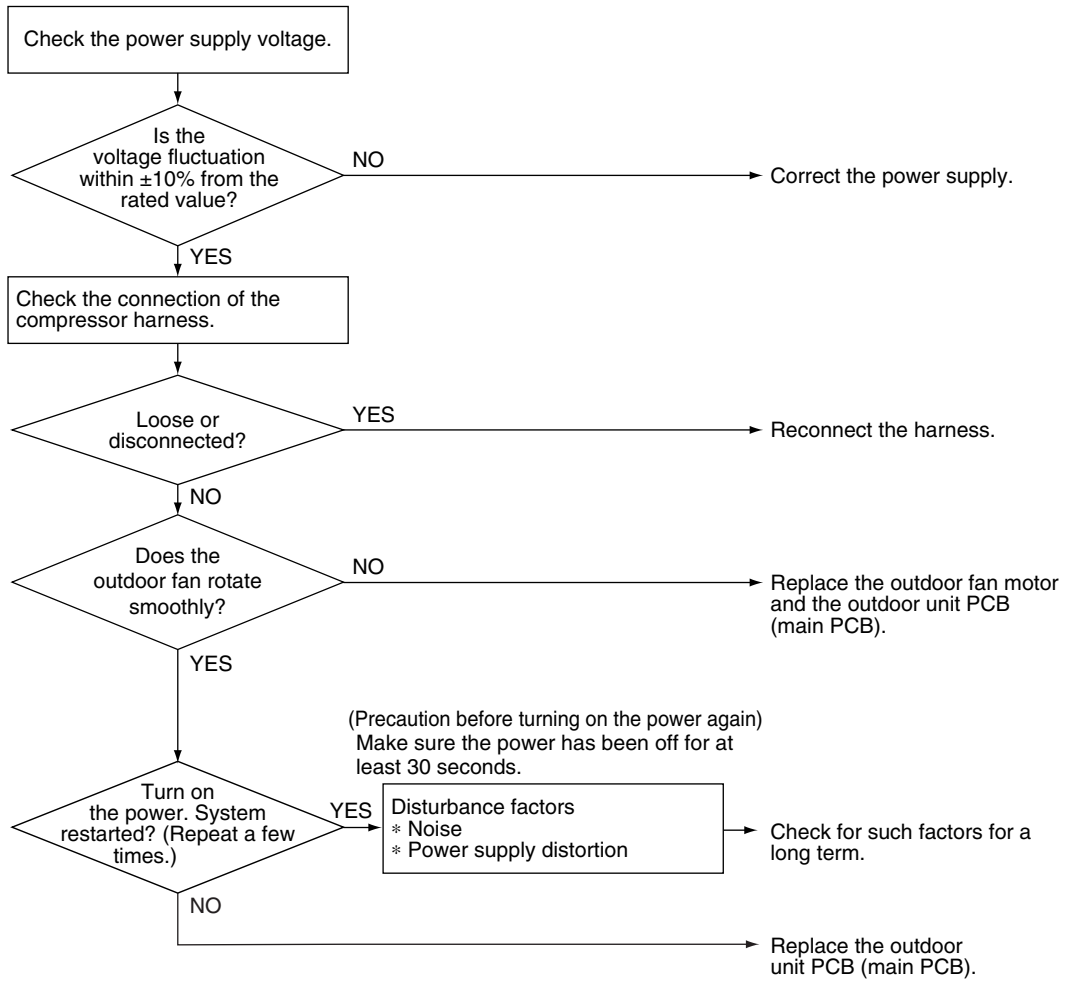 Check the power supply voltage.
Is the
voltage fluctuation
within ±10% from the
rated value?
NO
Correct the power supply.
YES
Check the connection of the
compressor harness.
Loose or
disconnected?
YES
Reconnect the harness.
NO
Does the
outdoor fan rotate
smoothly?
NO
Replace the outdoor fan motor
and the outdoor unit PCB
(main PCB).
YES
(Precaution before turning on the power again)
Make sure the power has been off for at
least 30 seconds.
Turn on
the power. System
restarted? (Repeat a few
times.)
YES
Disturbance factors
* Noise
* Power supply distortion
Check for such factors for a
long term.
NO
Replace the outdoor
unit PCB (main PCB).